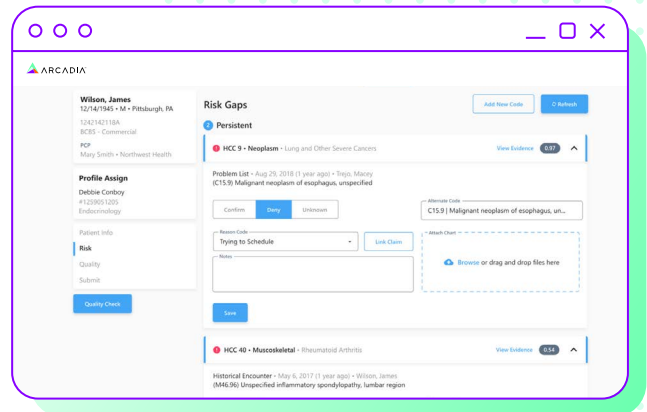 ARCADIA
Wilson, James
12/14/1945 • M • Pittsburgh, PA
1242142118A
BCBS - Commercial
PCP
Mary Smith • Northwest Health
Profile Assign
Debbie Conboy
#1259051205
Endocrinology
Patient Info
Risk
Quality
Submit
Quality Check
Risk Gaps
Add New Code
Refresh
2 Persistent
HCC 9 • Neoplasm • Lung and Other Severe Cancers
View Evidence 0.97
Problem List • Aug 29, 2018 (1 year ago) • Trejo, Macey
(C15.9) Malignant neoplasm of esophagus, unspecified
Confirm Deny Unknown
Alternate Code
C15.9 | Malignant neoplasm of esophagus, un...
Reason Code
Trying to Schedule
Link Claim
Notes
Attach Chart
Browse or drag and drop files here
Save
HCC 40 • Muscoskeletal • Rheumatoid Arthritis
View Evidence 0.54
Historical Encounter • May 6, 2017 (1 year ago) • Wilson, James
(M46.96) Unspecified inflammatory spondylopathy, lumbar region